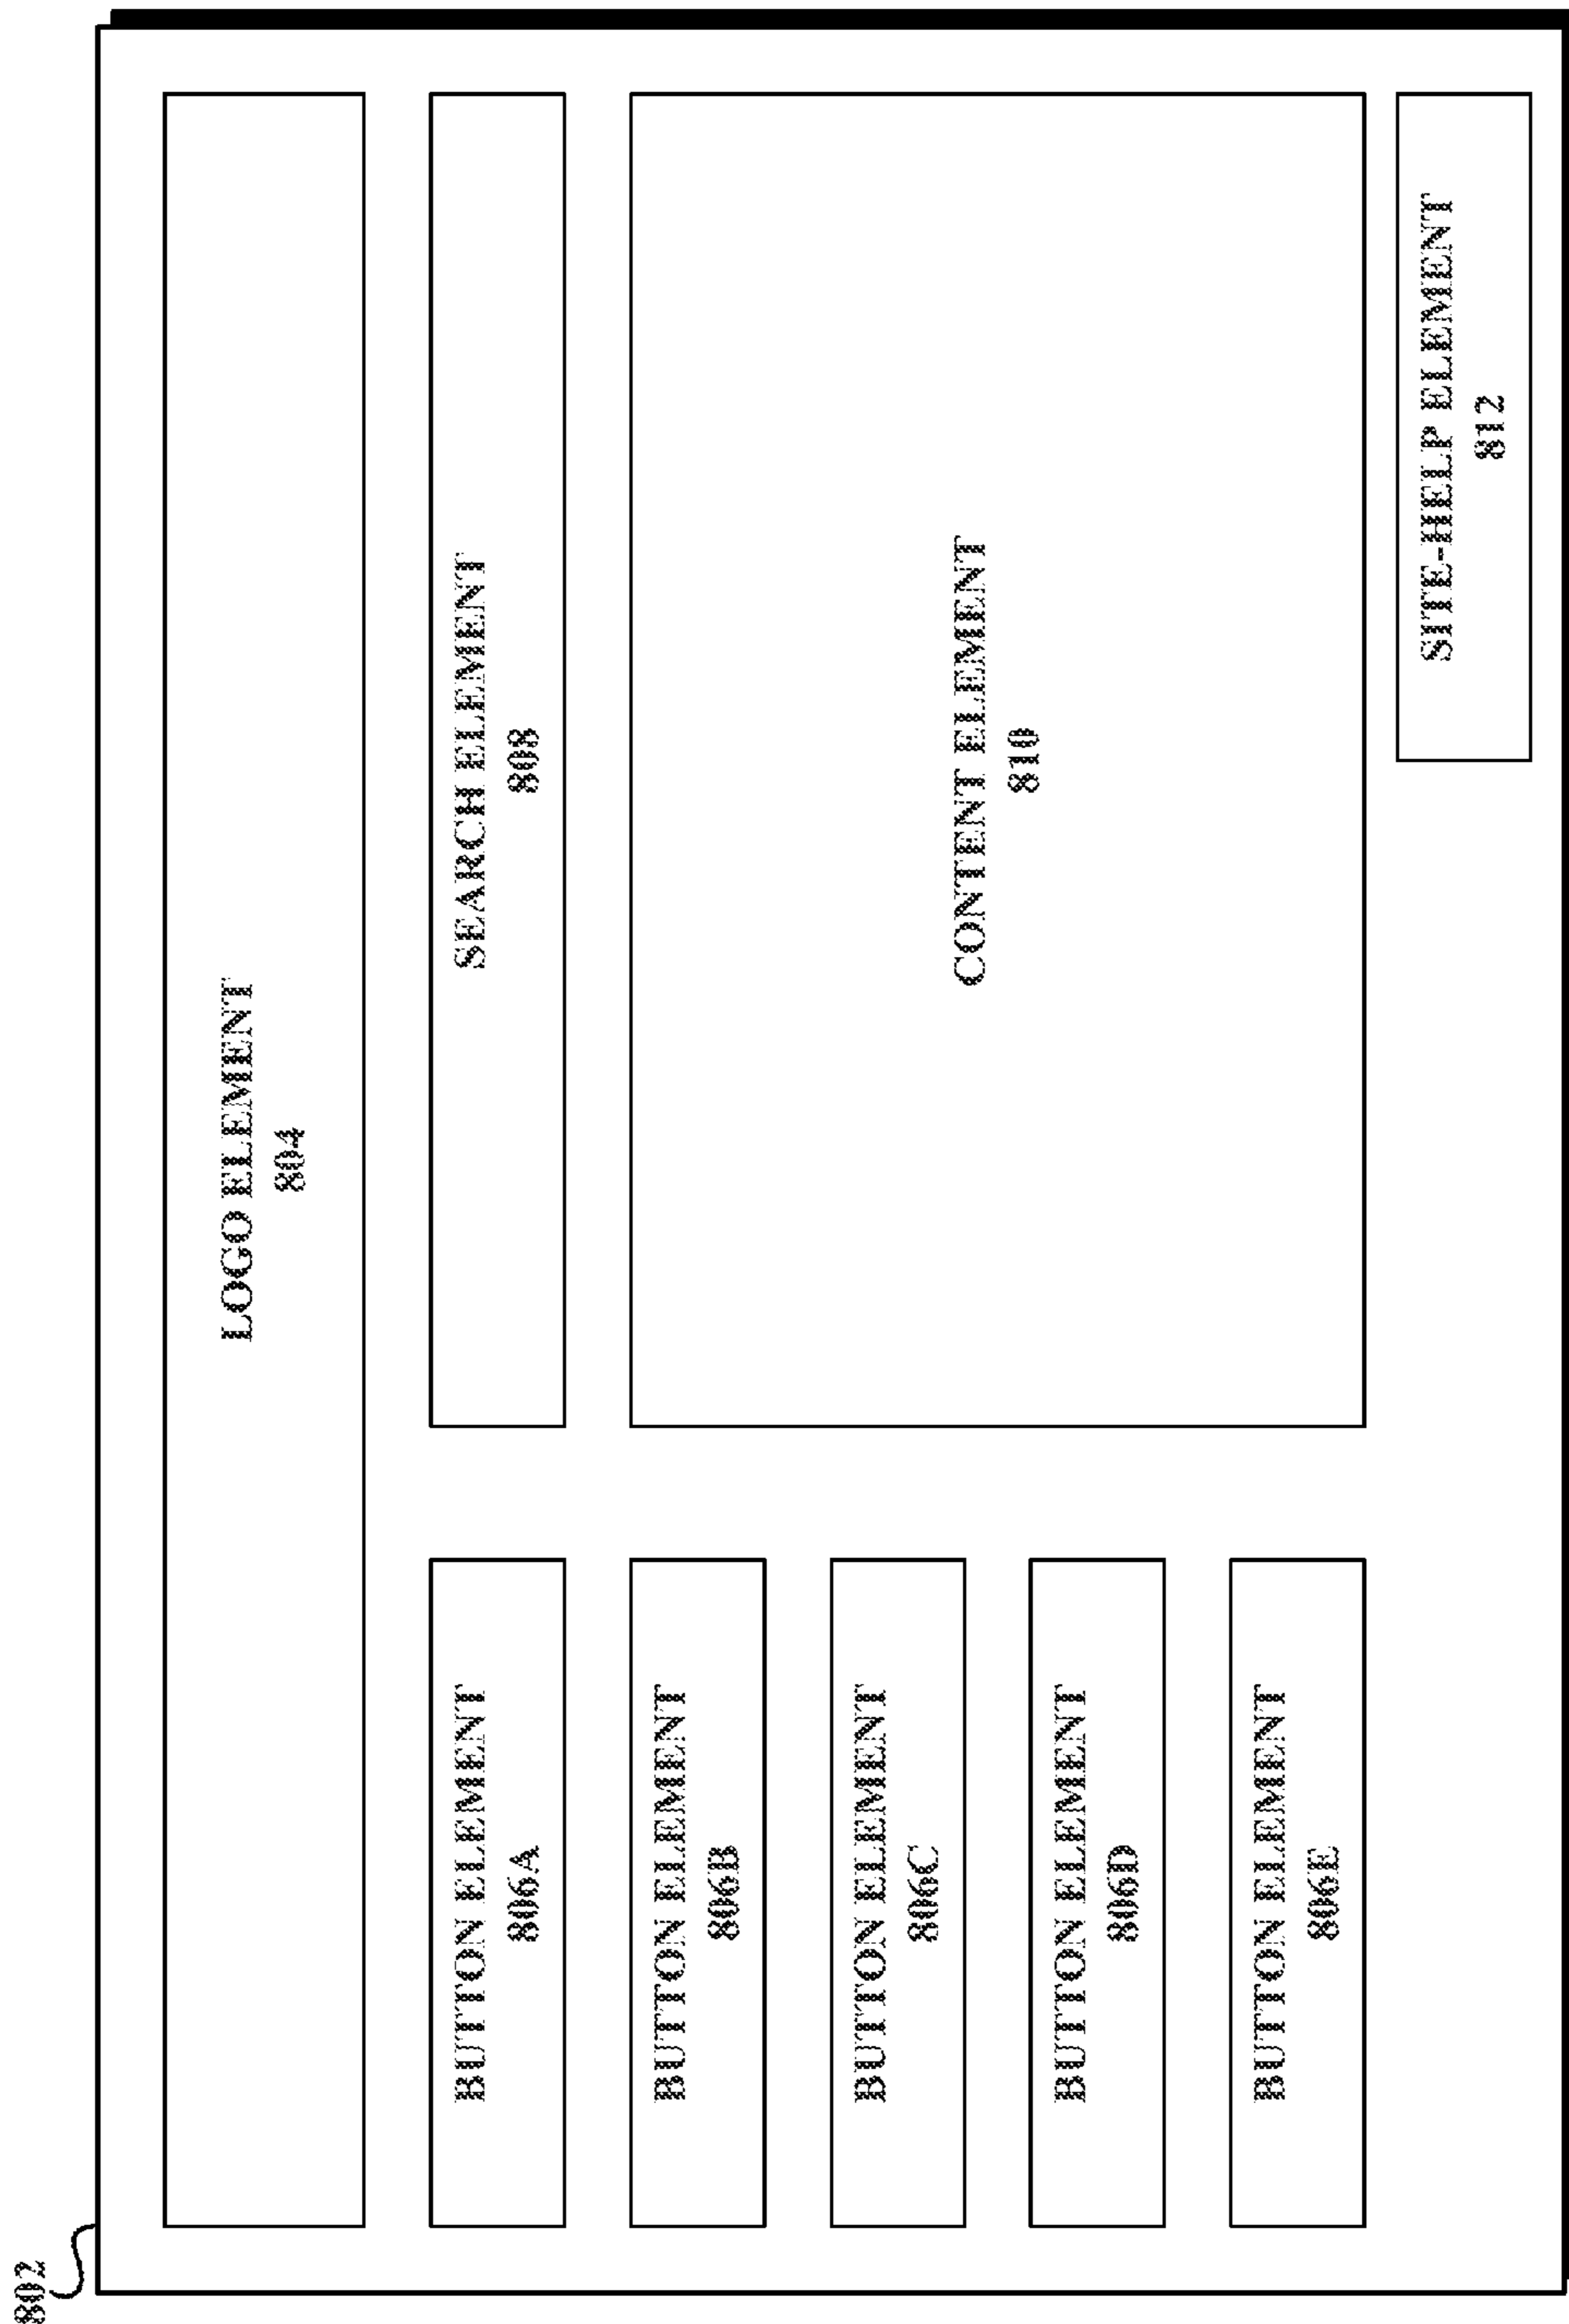 802
LOGO ELEMENT
804
BUTTON ELEMENT
806A
SEARCH ELEMENT
808
BUTTON ELEMENT
806B
BUTTON ELEMENT
806C
BUTTON ELEMENT
806D
BUTTON ELEMENT
806E
CONTENT ELEMENT
810
SITE-HELP ELEMENT
812